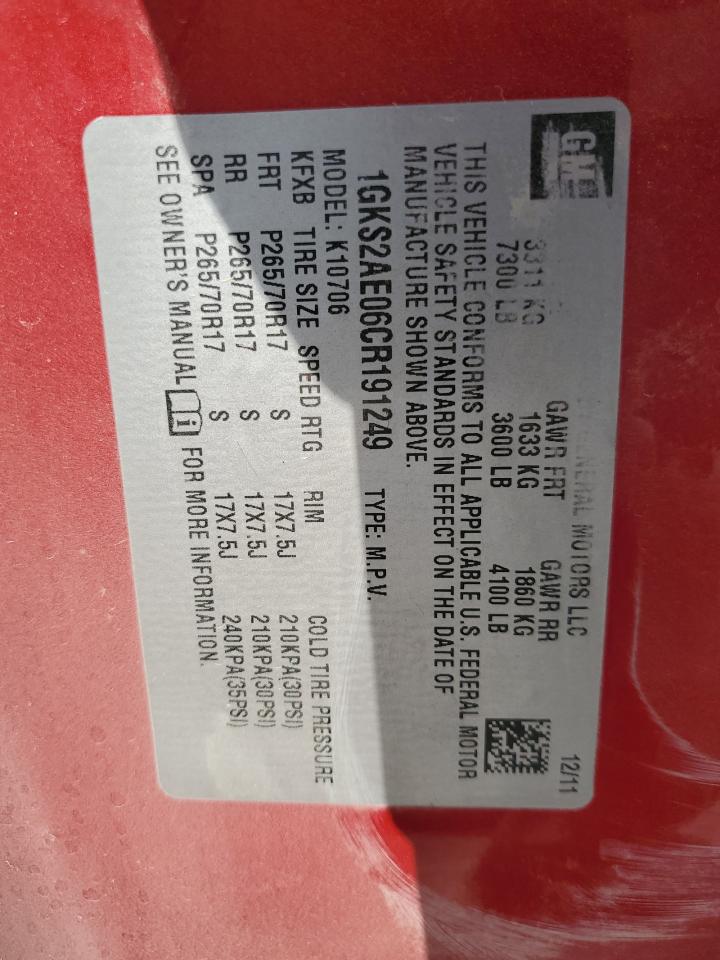 GM
GENERAL MOTORS LLC 12/11
GAWR FRT GAWR RR
3311 KG 1633 KG 1860 KG
7300 LB 3600 LB 4100 LB
THIS VEHICLE CONFORMS TO ALL APPLICABLE U.S. FEDERAL MOTOR
VEHICLE SAFETY STANDARDS IN EFFECT ON THE DATE OF
MANUFACTURE SHOWN ABOVE.
1GKS2AE06CR191249 TYPE: M.P.V.
MODEL: K10706
KFXB TIRE SIZE SPEED RTG RIM COLD TIRE PRESSURE
FRT P265/70R17 S 17X7.5J 210KPA(30PSI)
RR P265/70R17 S 17X7.5J 210KPA(30PSI)
SPA P265/70R17 S 17X7.5J 240KPA(35PSI)
SEE OWNER'S MANUAL i FOR MORE INFORMATION.